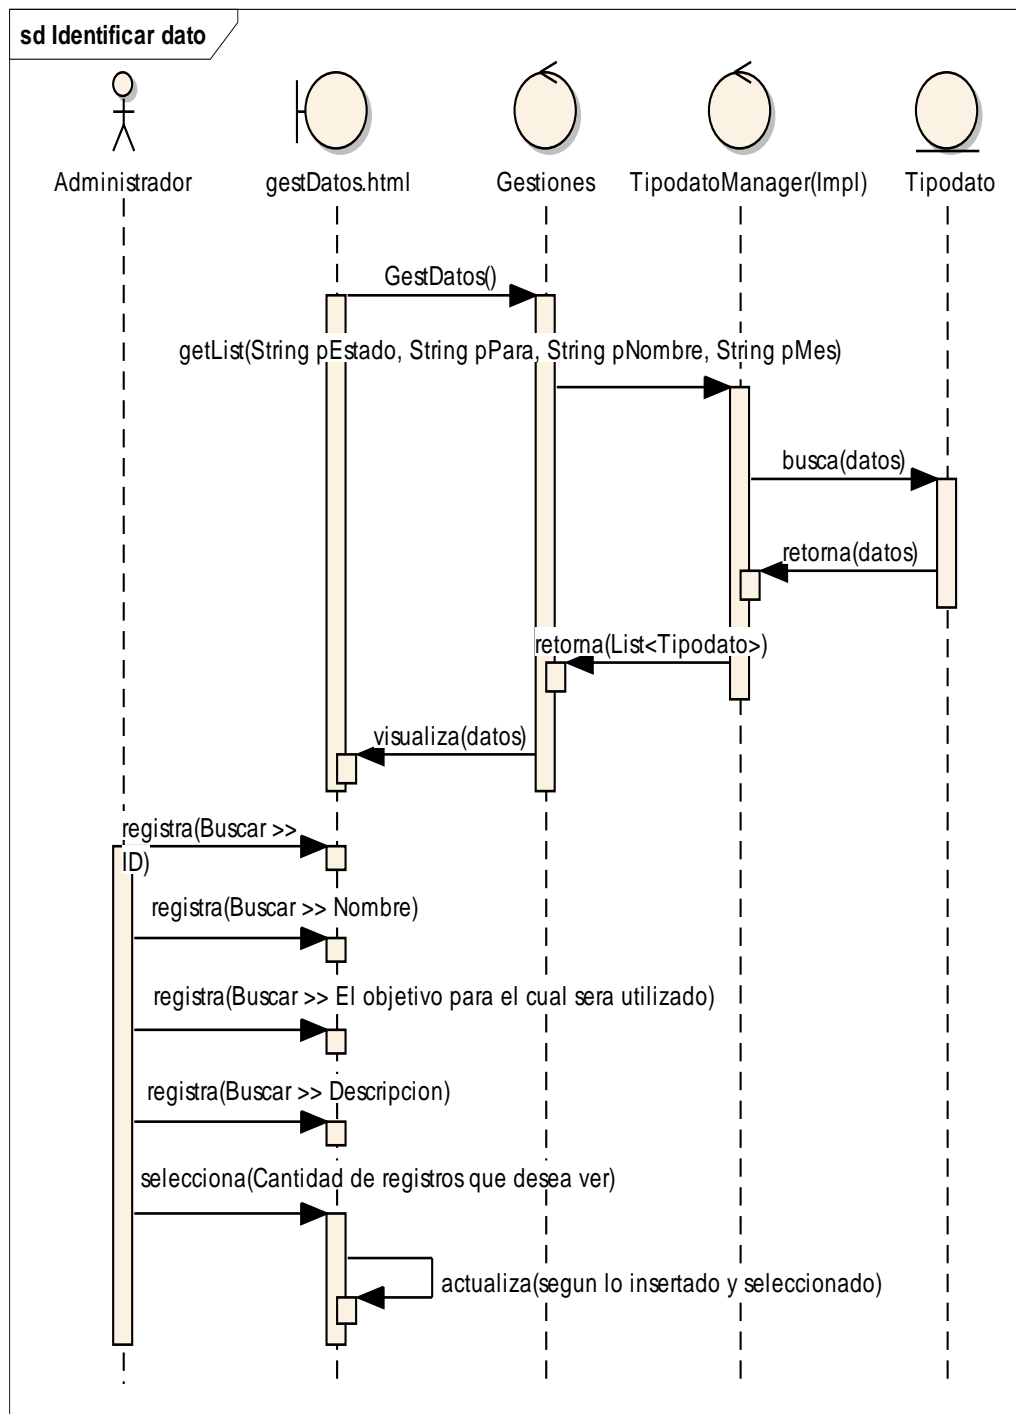 sd Identificar dato
Administrador
gestDatos.html
Gestiones
TipodatoManager(Impl)
Tipodato
GestDatos()
getList(String pEstado, String pPara, String pNombre, String pMes)
busca(datos)
retorna(datos)
retorna(List<Tipodato>)
visualiza(datos)
registra(Buscar >>
ID)
registra(Buscar >> Nombre)
registra(Buscar >> El objetivo para el cual sera utilizado)
registra(Buscar >> Descripcion)
selecciona(Cantidad de registros que desea ver)
actualiza(segun lo insertado y seleccionado)